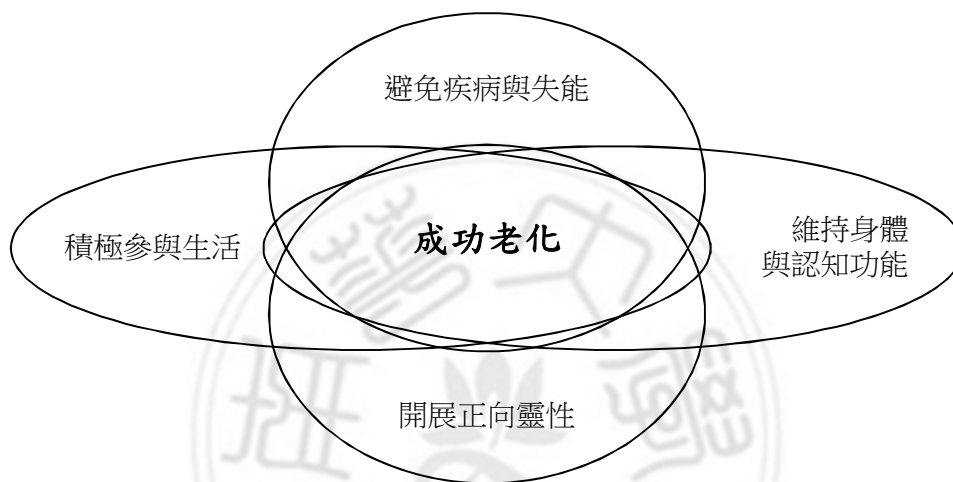 避免疾病與失能
成功老化
積極參與生活
維持身體
與認知功能
開展正向靈性